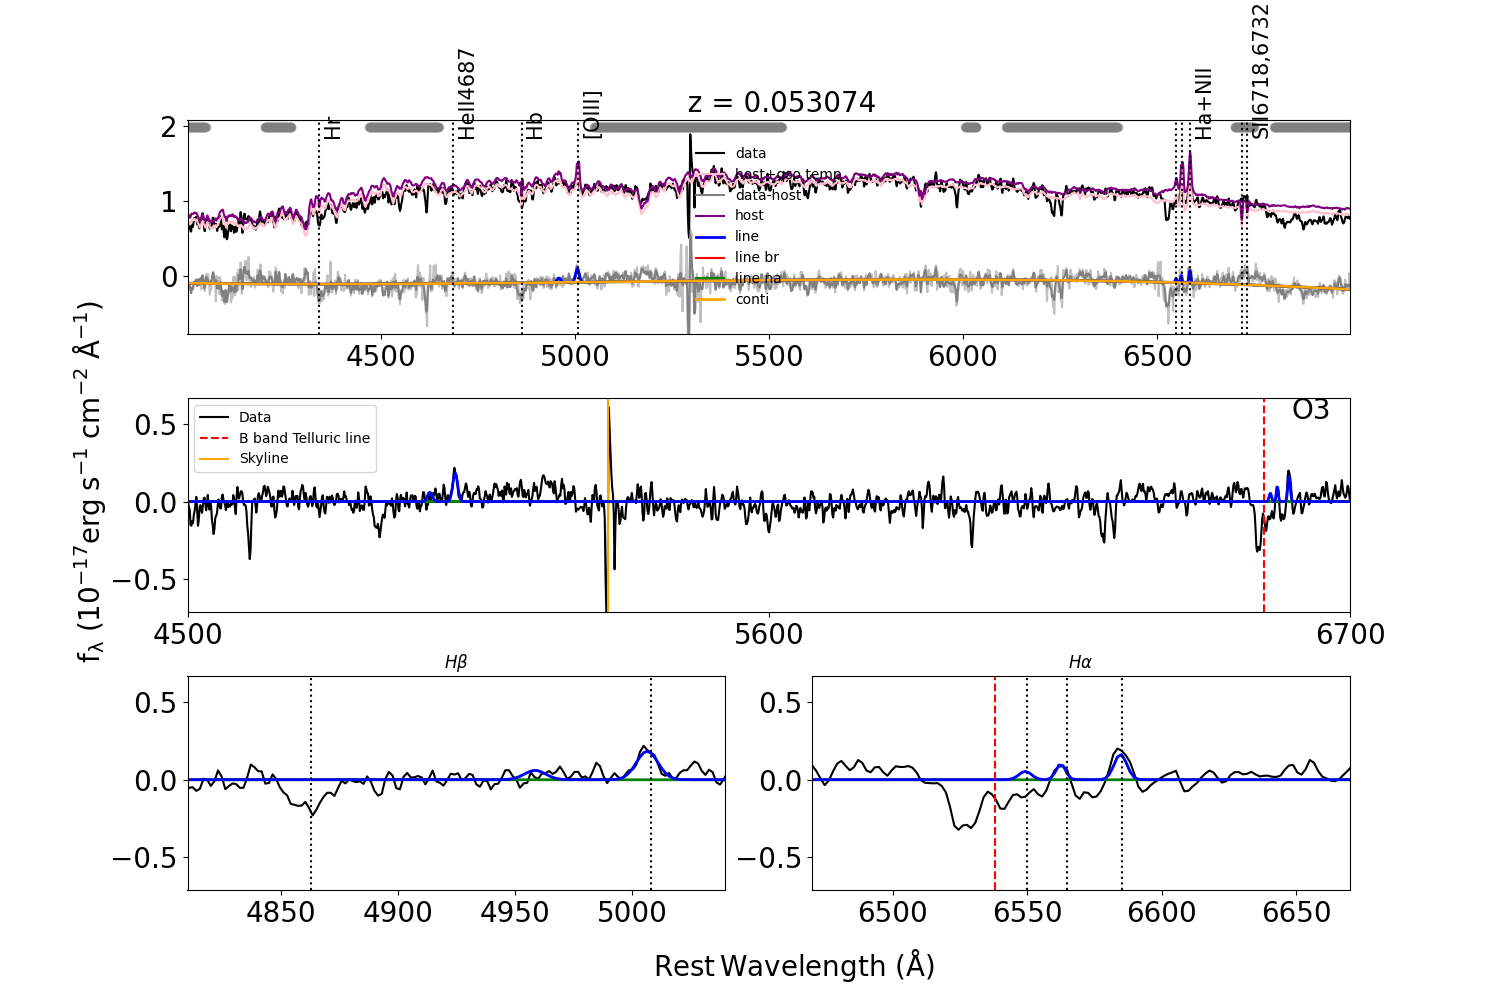 z = 0.053074
Hr
HeII4687
Hb
[OIII]
Ha+NII
SII6718,6732
2
1
0
data
host+qso temp
data-host
host
line
line br
line na
conti
4500 5000 5500 6000 6500
fλ (10−17erg s−1 cm−2 Å−1)
0.5
0.0
−0.5
Data
B band Telluric line
Skyline
O3
4500 5600 6700
Hβ
0.5
0.0
−0.5
4850 4900 4950 5000
Hα
0.5
0.0
−0.5
6500 6550 6600 6650
Rest Wavelength (Å)